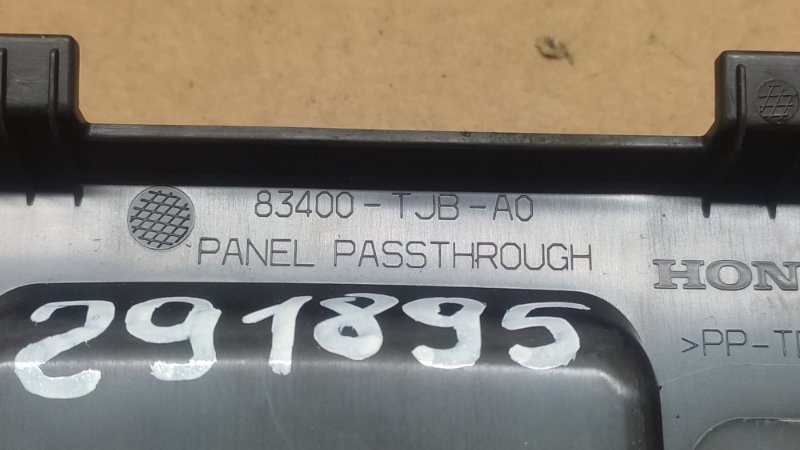 83400-TJB-A0
PANEL PASSTHROUGH
291895